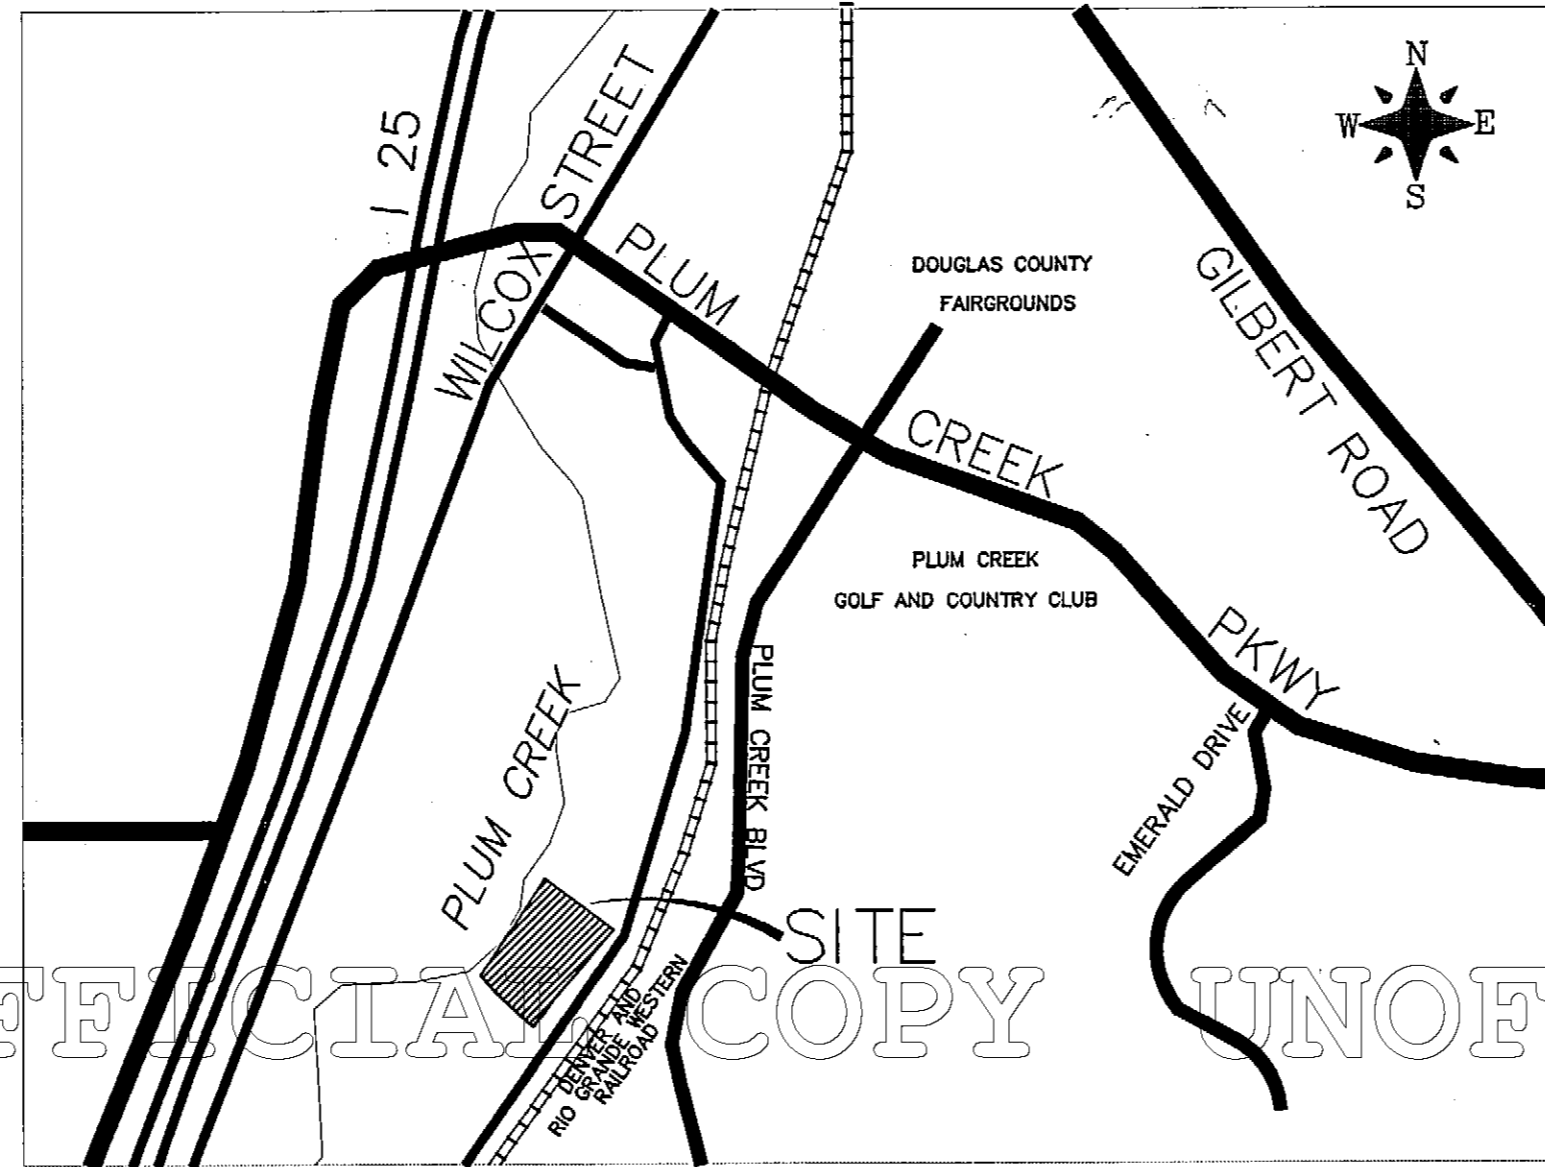 N
W E
S
I 25
WILCOX STREET
PLUM CREEK PKWY
GILBERT ROAD
DOUGLAS COUNTY
FAIRGROUNDS
PLUM CREEK
GOLF AND COUNTRY CLUB
PLUM CREEK
PLUM CREEK BLVD
EMERALD DRIVE
SITE
DENVER AND
RIO GRANDE WESTERN
RAILROAD
FFICIAL COPY UNOF